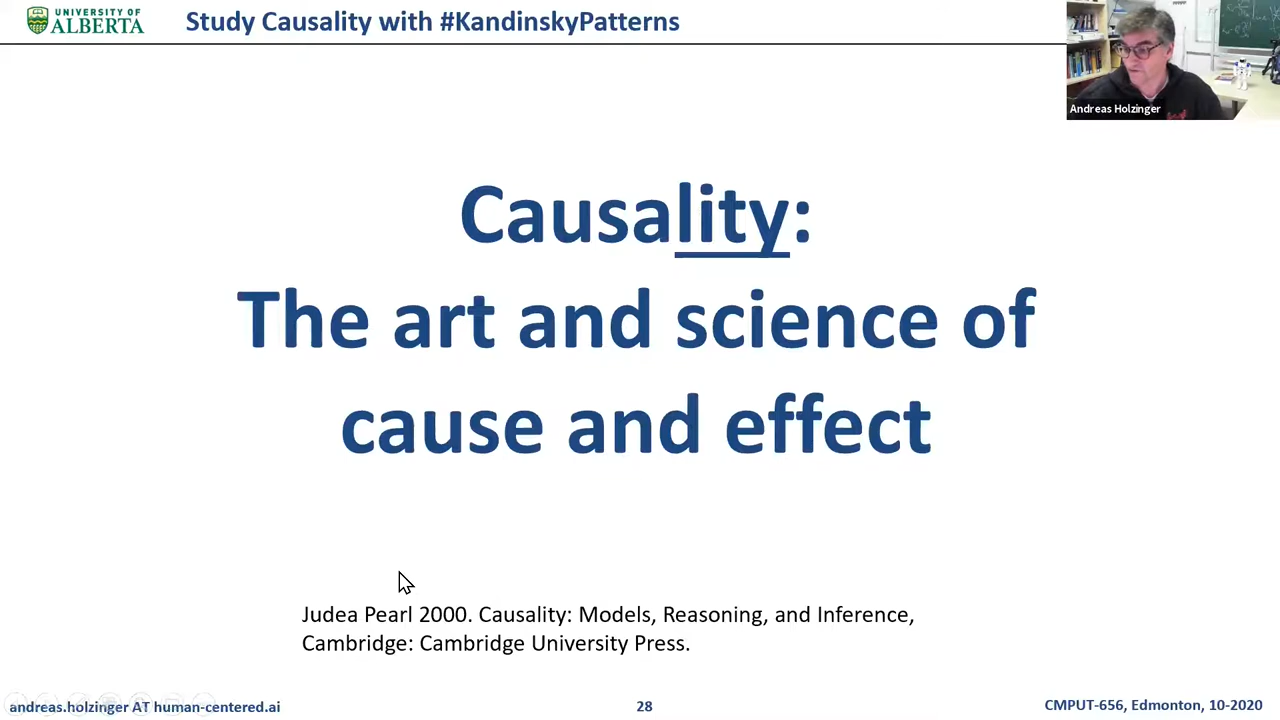 UNIVERSITY OF
ALBERTA
Study Causality with #KandinskyPatterns
Andreas Holzinger
Causality:
The art and science of
cause and effect
Judea Pearl 2000. Causality: Models, Reasoning, and Inference,
Cambridge: Cambridge University Press.
andreas.holzinger AT human-centered.ai
28
CMPUT-656, Edmonton, 10-2020